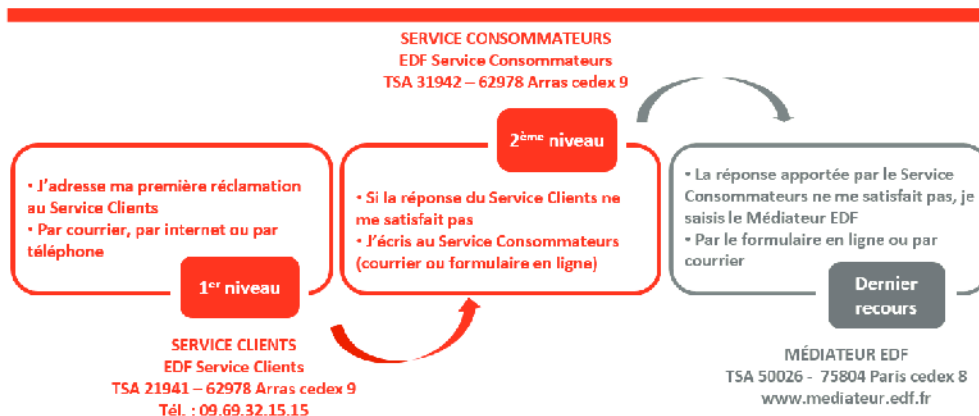 SERVICE CONSOMMATEURS
EDF Service Consommateurs
TSA 31942 – 62978 Arras cedex 9
2ème niveau
• J'adresse ma première réclamation
au Service Clients
• Par courrier, par internet ou par
téléphone
1er niveau
SERVICE CLIENTS
EDF Service Clients
TSA 21941 – 62978 Arras cedex 9
Tél. : 09.69.32.15.15
• Si la réponse du Service Clients ne
me satisfait pas
• J'écris au Service Consommateurs
(courrier ou formulaire en ligne)
• La réponse apportée par le Service
Consommateurs ne me satisfait pas, je
saisis le Médiateur EDF
• Par le formulaire en ligne ou par
courrier
Dernier
recours
MÉDIATEUR EDF
TSA 50026 - 75804 Paris cedex 8
www.mediateur.edf.fr